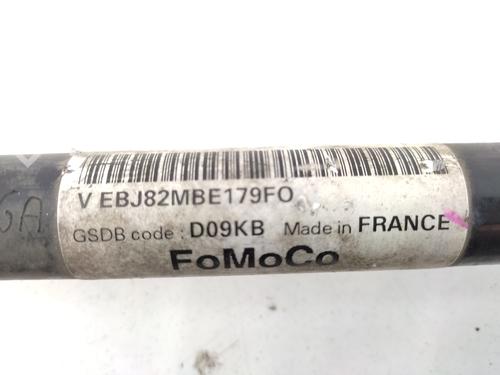 V EBJ82MBE179FO
GSDB code : D09KB Made in FRANCE
FoMoCo